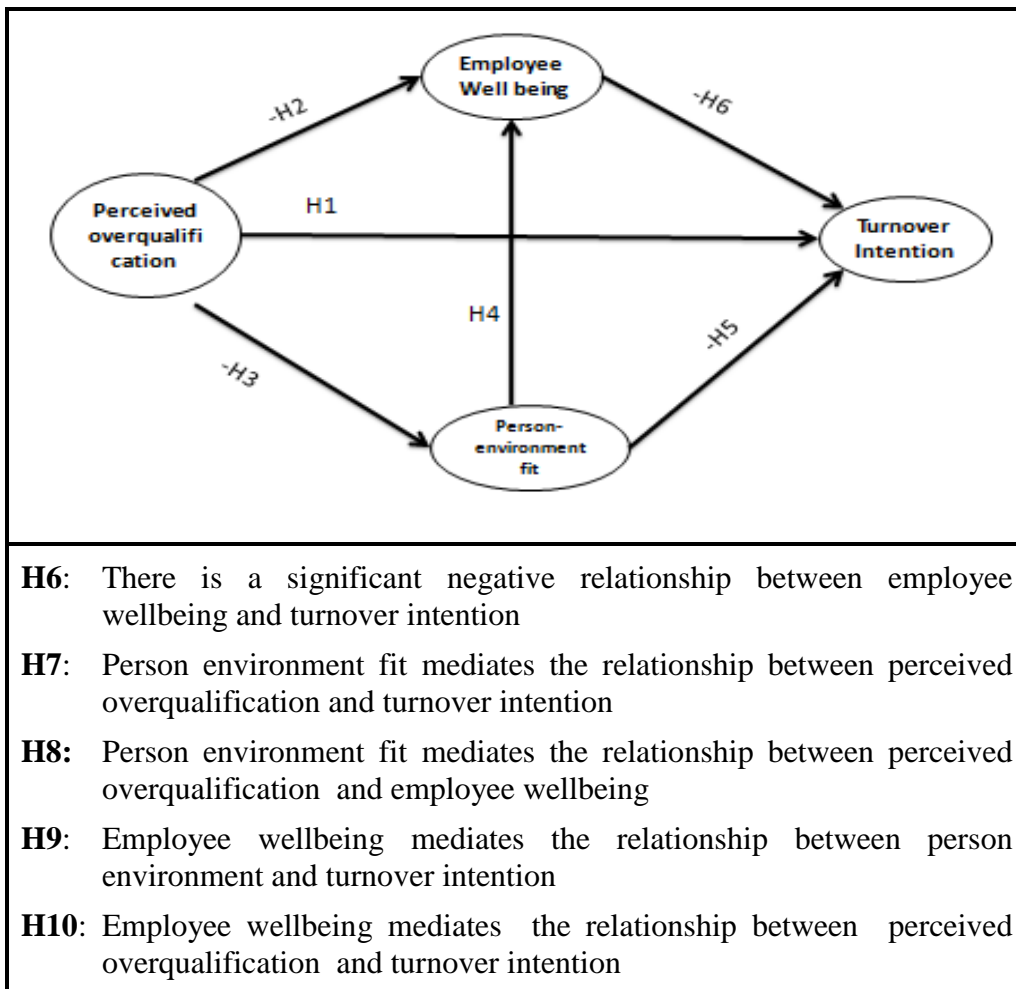 Employee
Well being
-H2
-H6
Perceived
overqualifi
cation
H1
Turnover
Intention
H4
-H5
-H3
Person-
environment
fit
H6: There is a significant negative relationship between employee
wellbeing and turnover intention
H7: Person environment fit mediates the relationship between perceived
overqualification and turnover intention
H8: Person environment fit mediates the relationship between perceived
overqualification and employee wellbeing
H9: Employee wellbeing mediates the relationship between person
environment and turnover intention
H10: Employee wellbeing mediates the relationship between perceived
overqualification and turnover intention